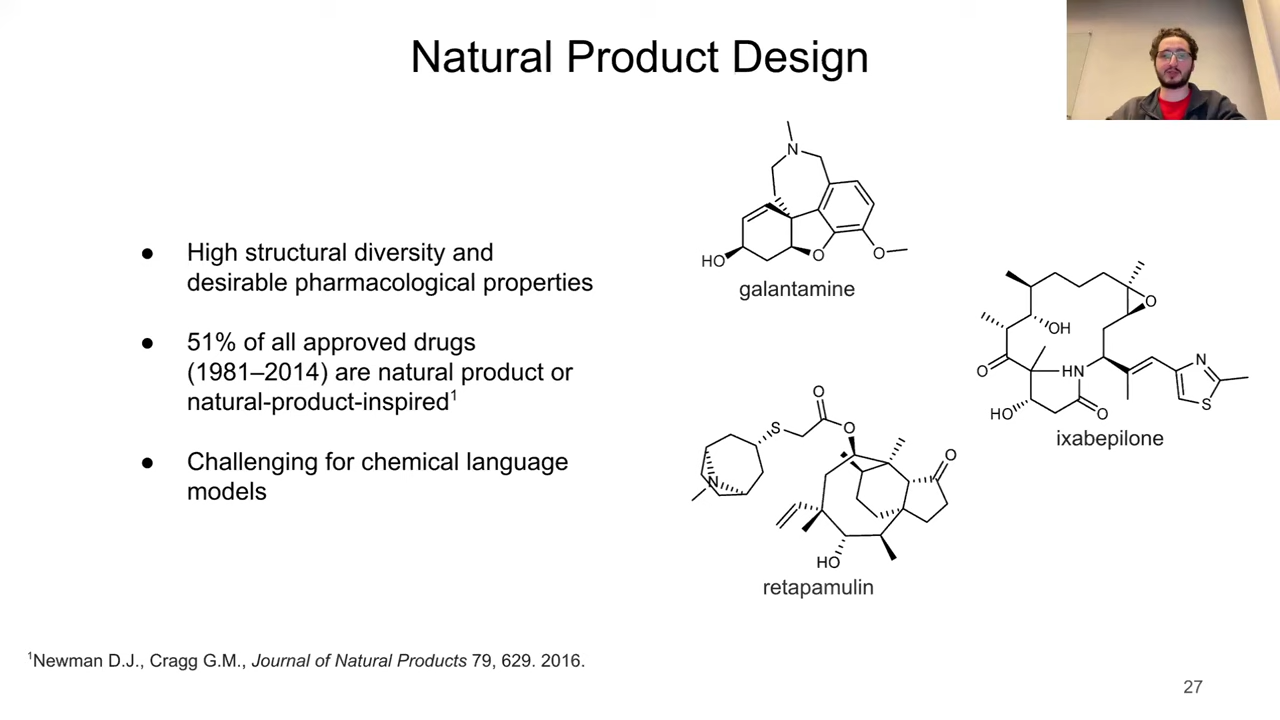 Natural Product Design
● High structural diversity and
desirable pharmacological properties
● 51% of all approved drugs
(1981–2014) are natural product or
natural-product-inspired¹
● Challenging for chemical language
models
N
HO
O
O
galantamine
O
OH
O
HN
N
HO
O
S
ixabepilone
O
S
O
O
N
HO
retapamulin
¹Newman D.J., Cragg G.M., Journal of Natural Products 79, 629. 2016.
27